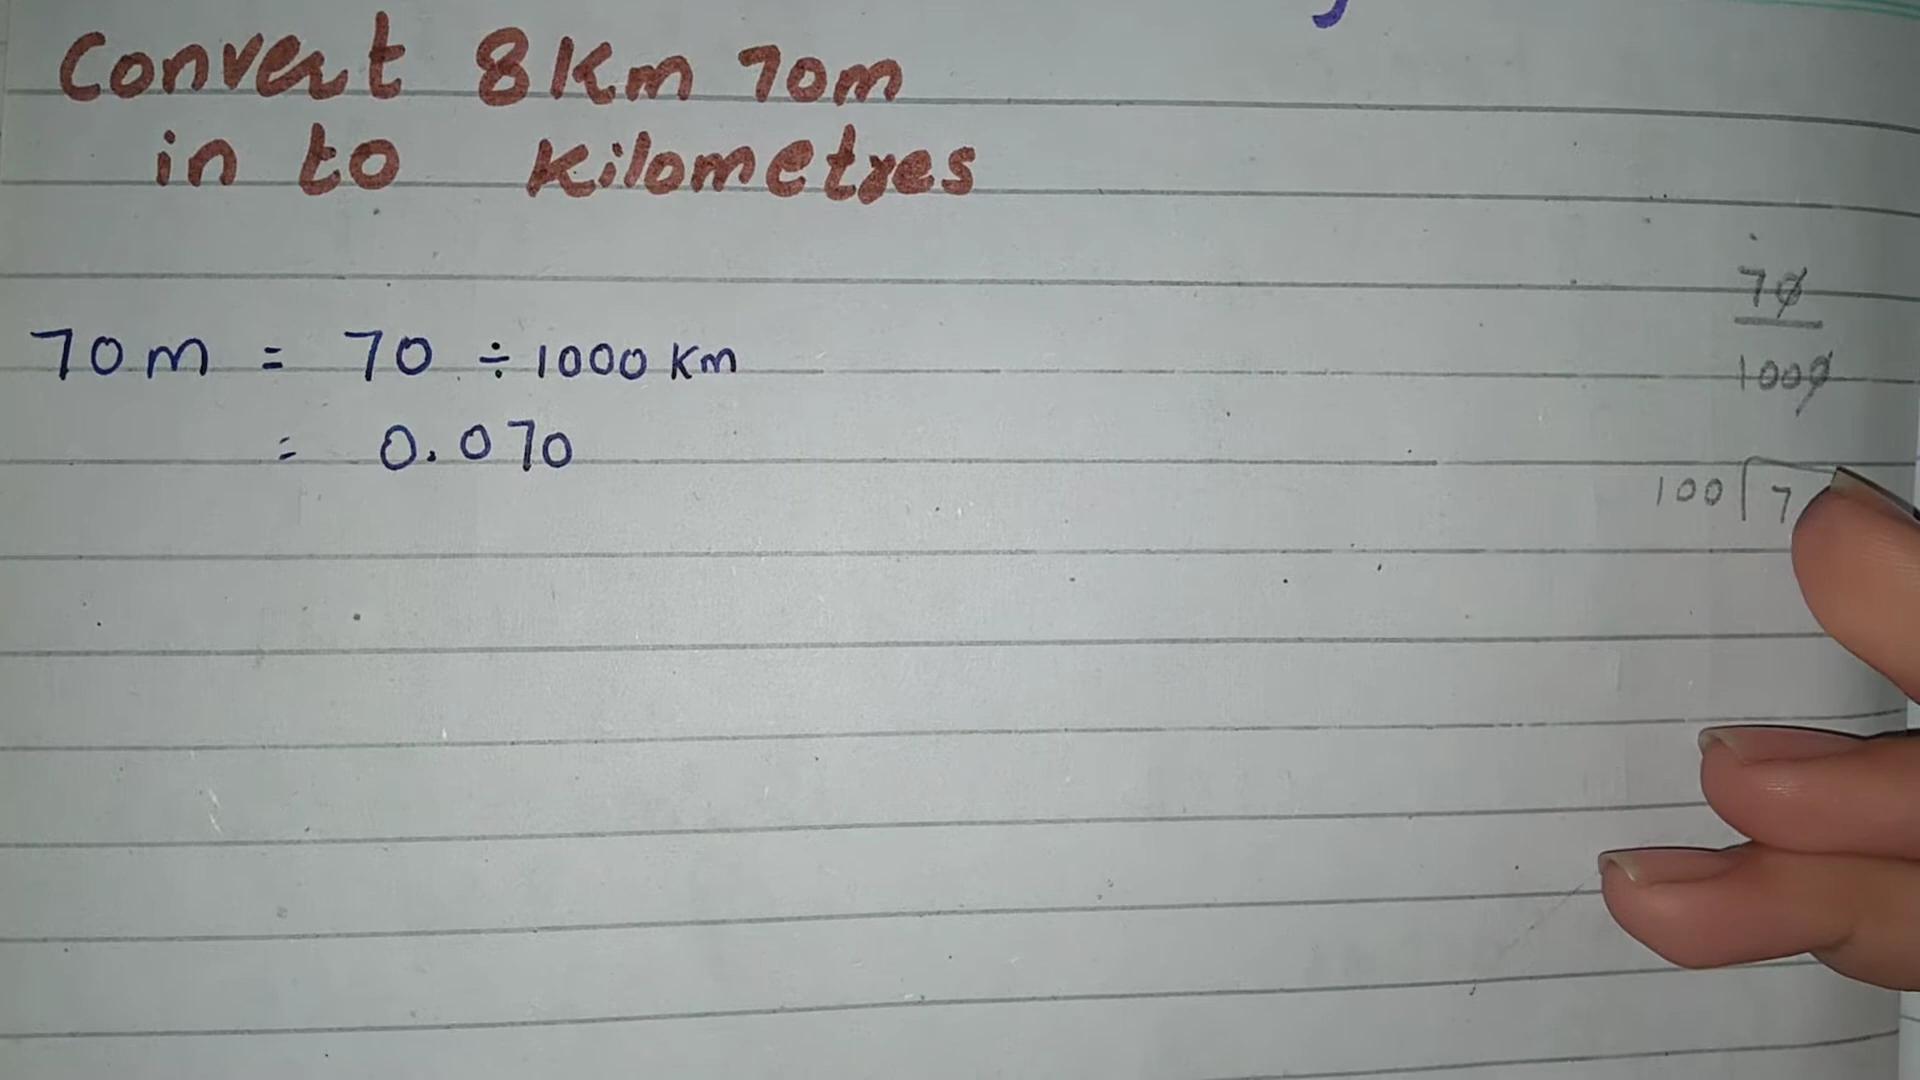 Convert 8Km 70m
in to Kilometres
70m = 70 ÷ 1000 Km
= 0.070
70
1000
100 7